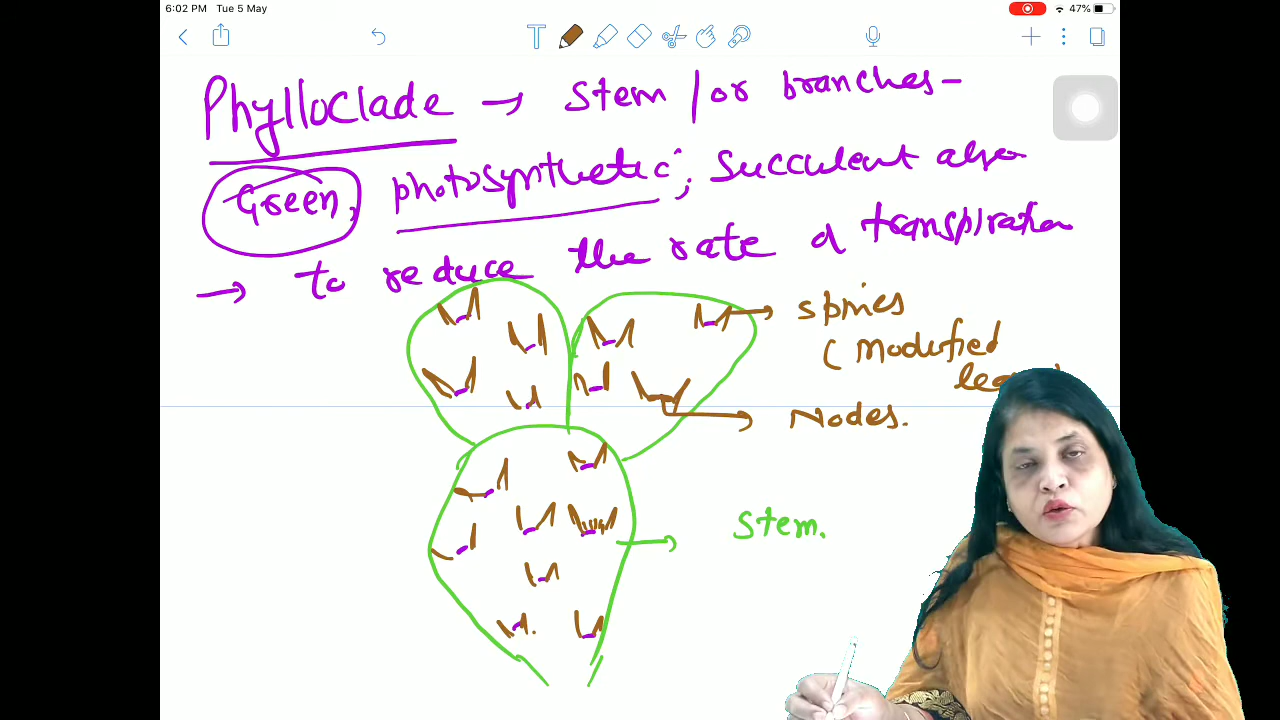 6:02 PM Tue 5 May
47%
T
Phylloclade → Stem / or branches -
Green, photosynthetic; Succulent also
→ to reduce the rate of transpiration
spines
( Modified
Nodes.
Stem.